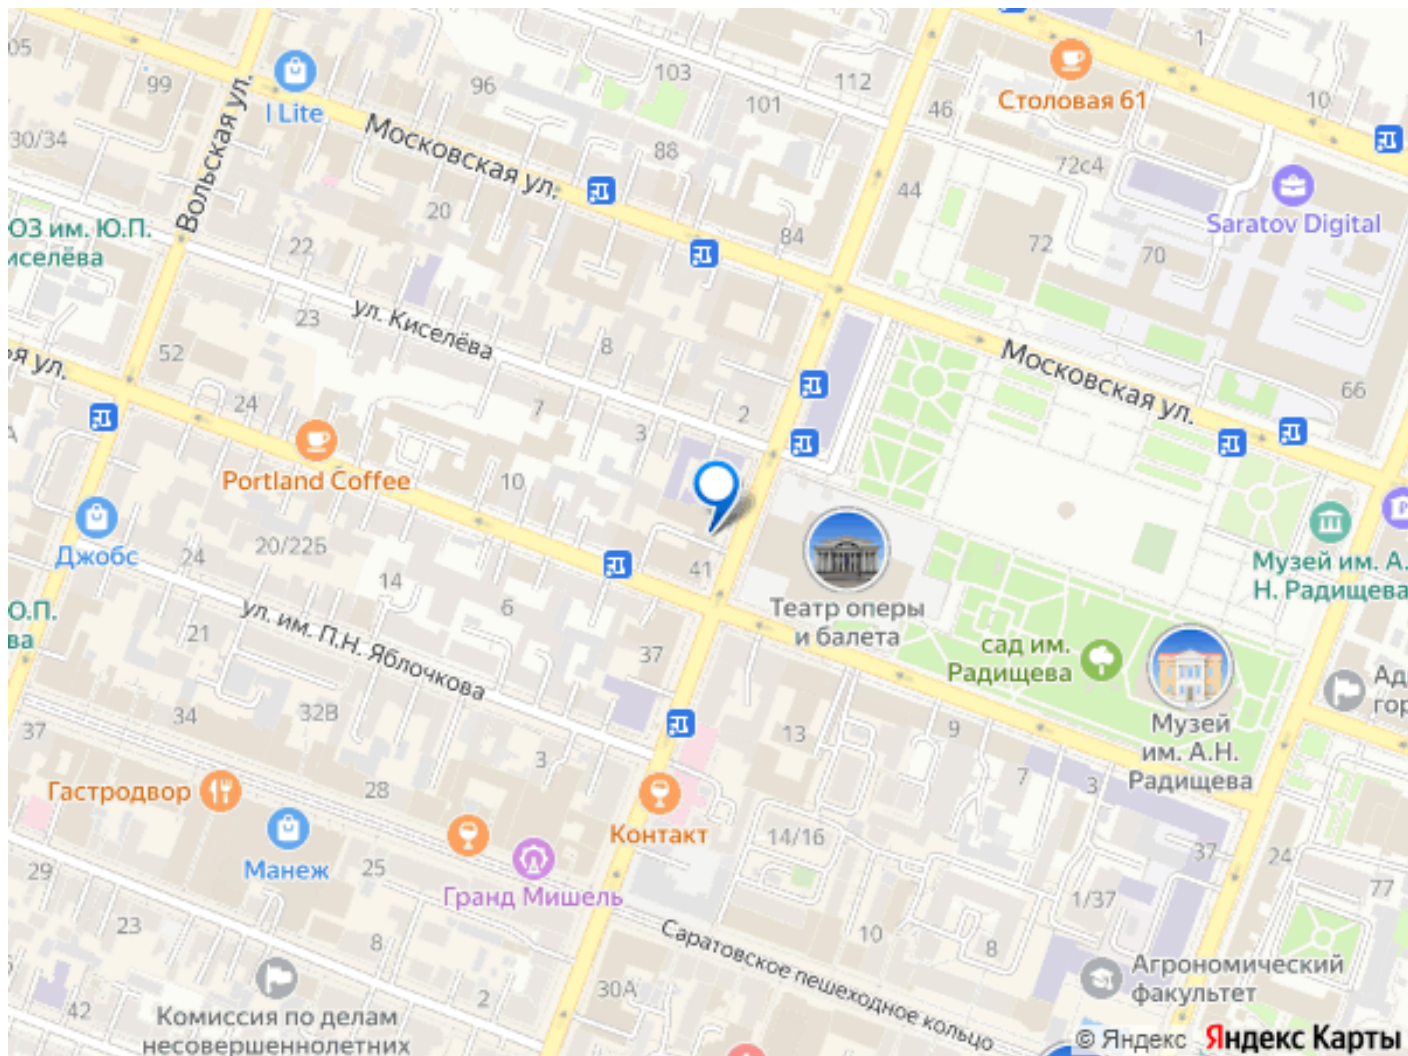 05
99
I Lite
96
103
112
101
46
Столовая 61
1
10
30/34
Вольская ул.
Московская ул.
88
72с4
44
Saratov Digital
ОЗ им. Ю.П.
иселёва
20
22
84
72
70
23
ул. Киселёва
8
Московская ул.
66
52
ул.
24
7
2
3
Portland Coffee
10
Джобс
24
20/22Б
14
41
Театр оперы
и балета
Музей им. А.
Н. Радищева
О.П.
ва
21
ул. им. П.Н. Яблочкова
6
37
сад им.
Радищева
34
32В
3
13
9
7
3
Музей
им. А.Н.
Радищева
37
Гастродвор
28
Контакт
Манеж
25
Гранд Мишель
14/16
37
24
77
29
23
8
1/37
10
8
Саратовское пешеходное кольцо
Агрономический
факультет
42
2
30А
Комиссия по делам
несовершеннолетних
© Яндекс Яндекс Карты